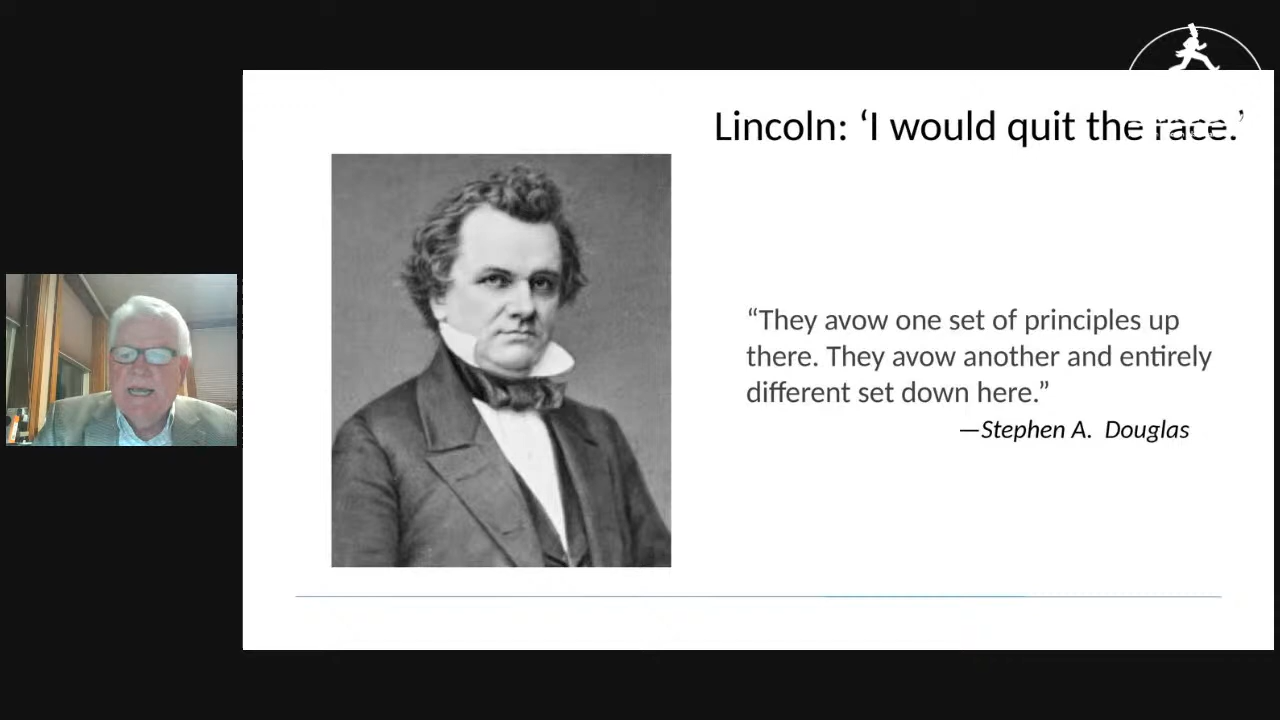 Lincoln: ‘I would quit the race.’
“They avow one set of principles up
there. They avow another and entirely
different set down here.”
—Stephen A.  Douglas